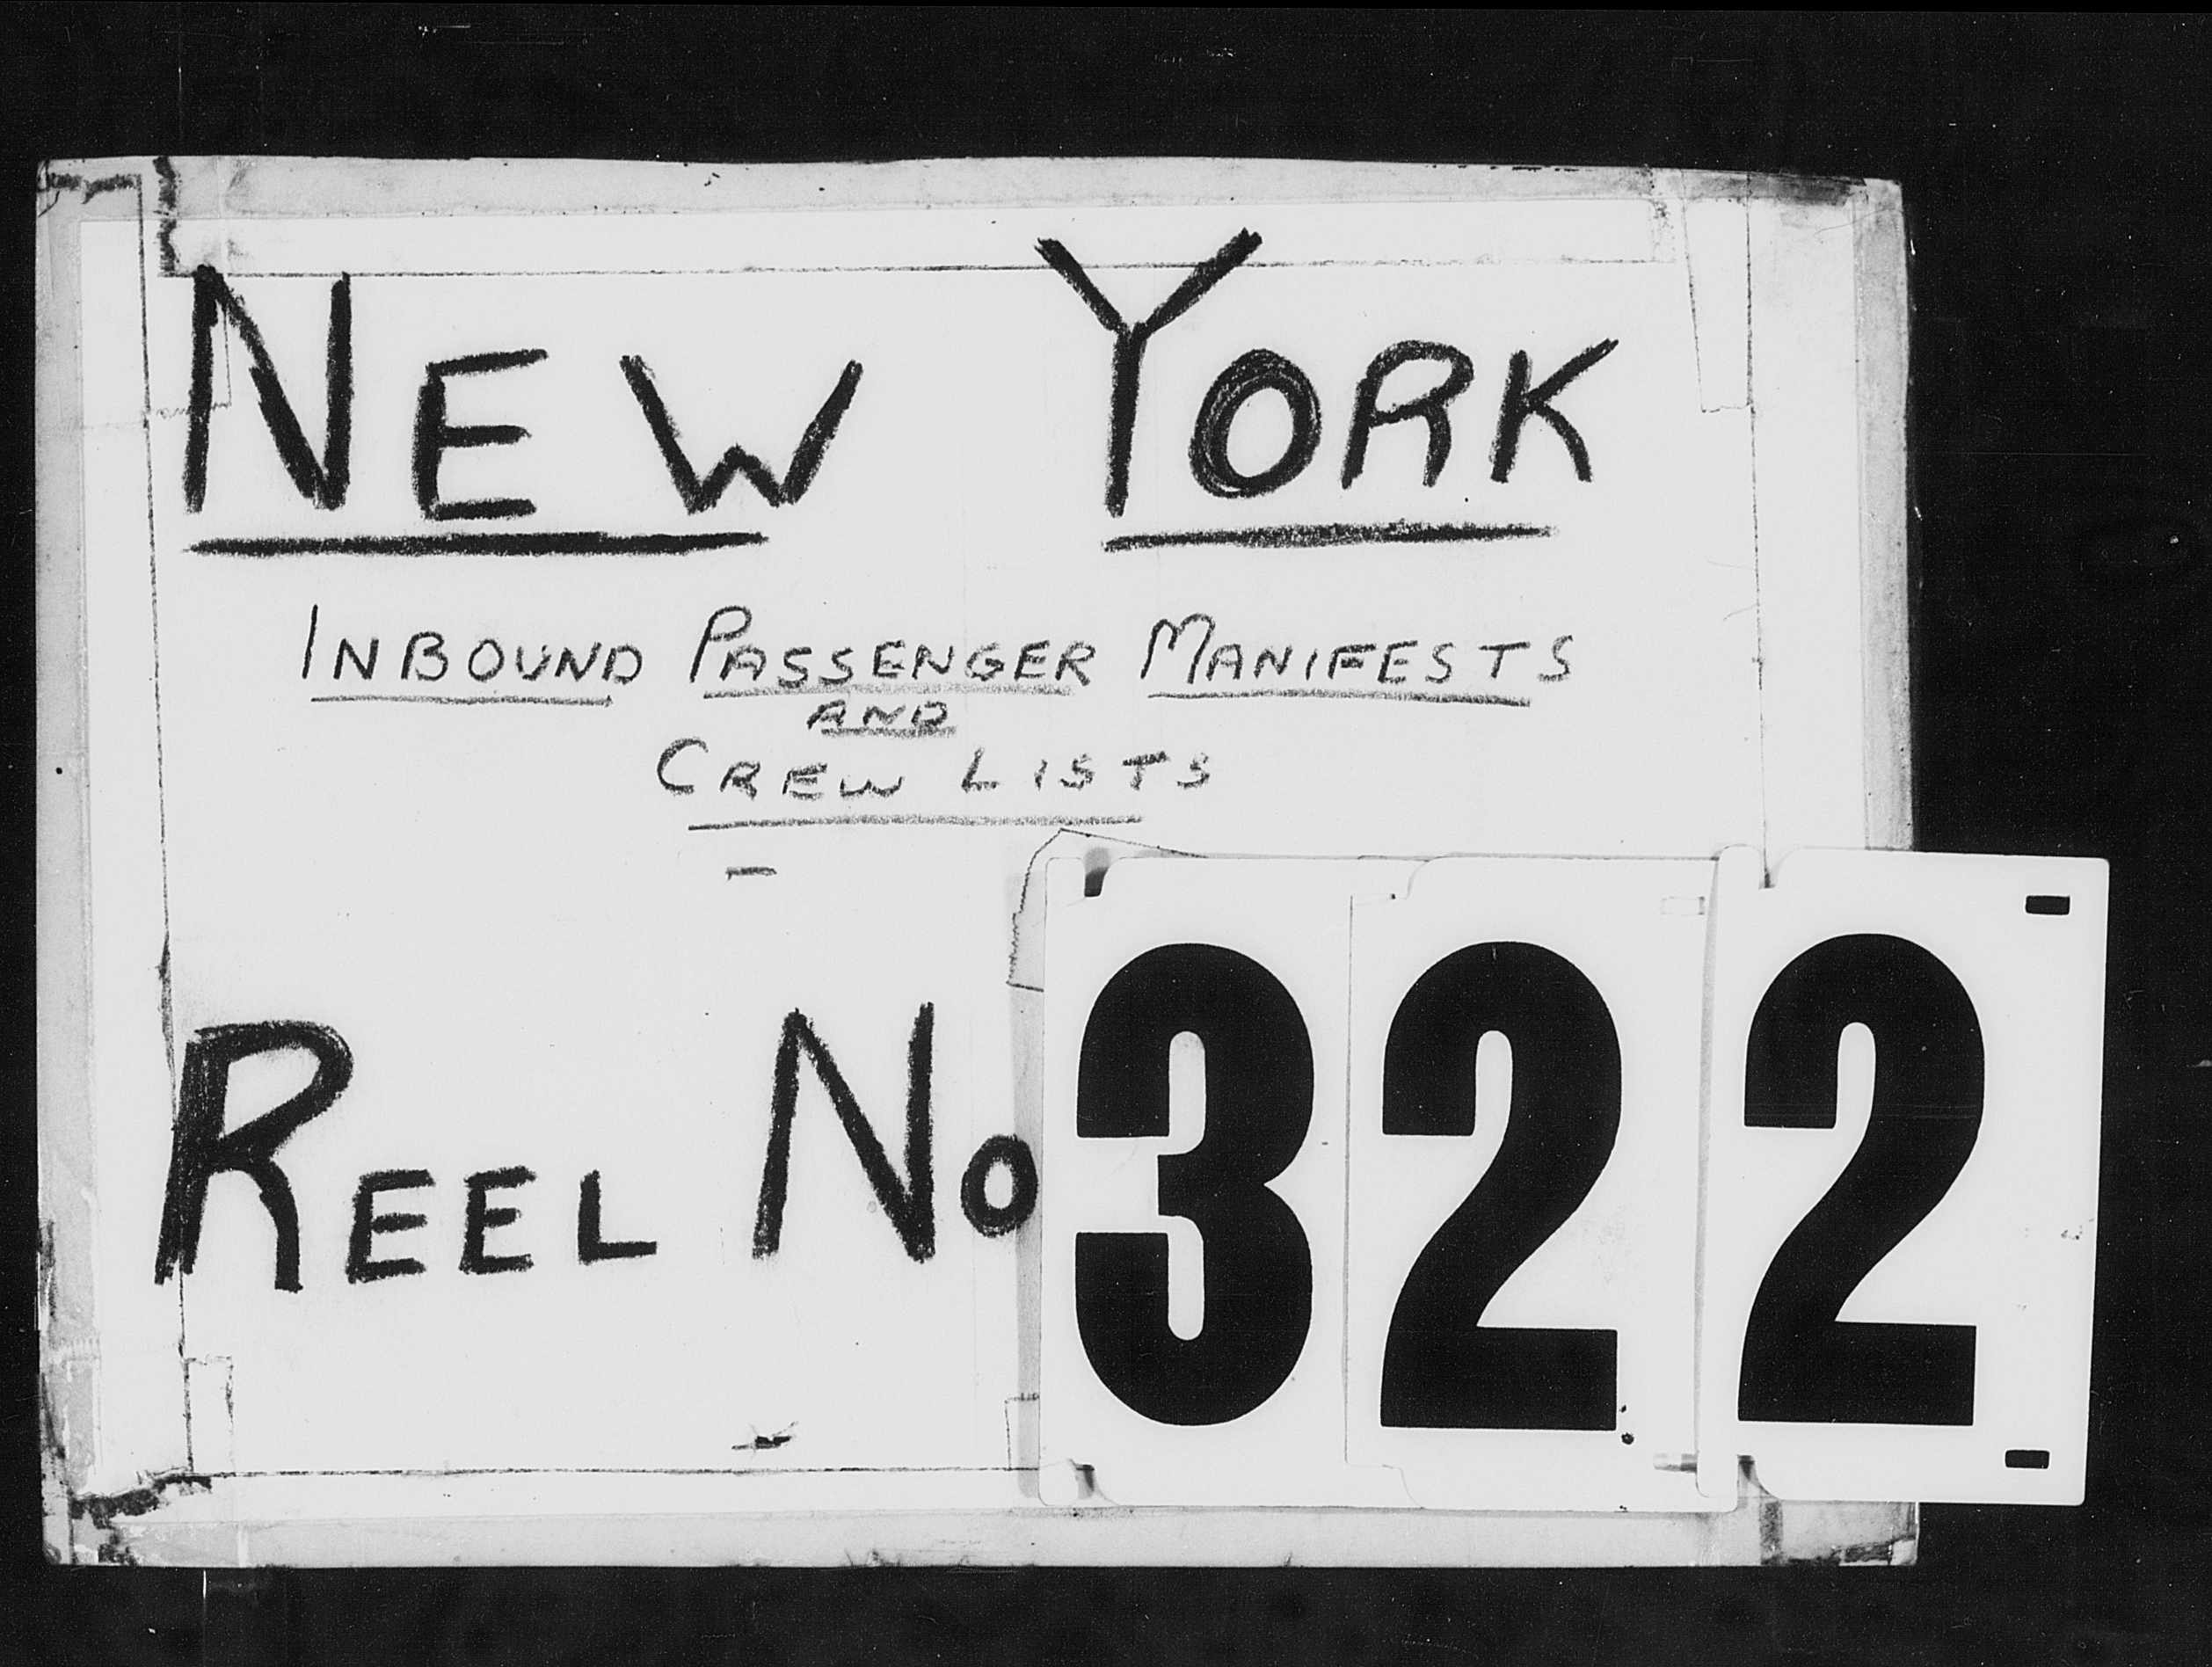 NEW YORK
INBOUND PASSENGER MANIFESTS
AND
CREW LISTS
REEL NO 322